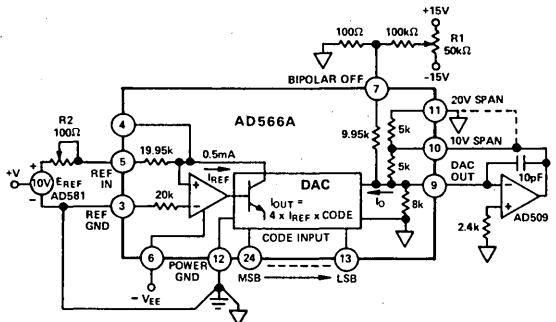 +15V
100Ω
100kΩ
R1
50kΩ
-15V
BIPOLAR OFF
7
AD566A
11
20V SPAN
4
5k
9.95k
10
10V SPAN
R2
100Ω
5
19.95k
0.5mA
5k
DAC
OUT
9
10pF
+V
+
10V
-
EREF
AD581
REF
IN
IREF
+
-
DAC
IOUT =
4 x IREF x CODE
IO
8k
-
+
AD509
3
20k
REF
GND
CODE INPUT
2.4k
6
POWER
GND
12
24
13
- VEE
MSB
LSB